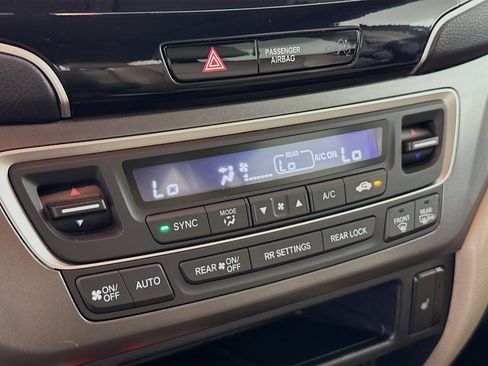 PASSENGER
AIRBAG
REAR
Lo Lo A/C ON Lo
SYNC MODE A/C
FRONT REAR
REAR ON/OFF RR SETTINGS REAR LOCK
ON/OFF AUTO